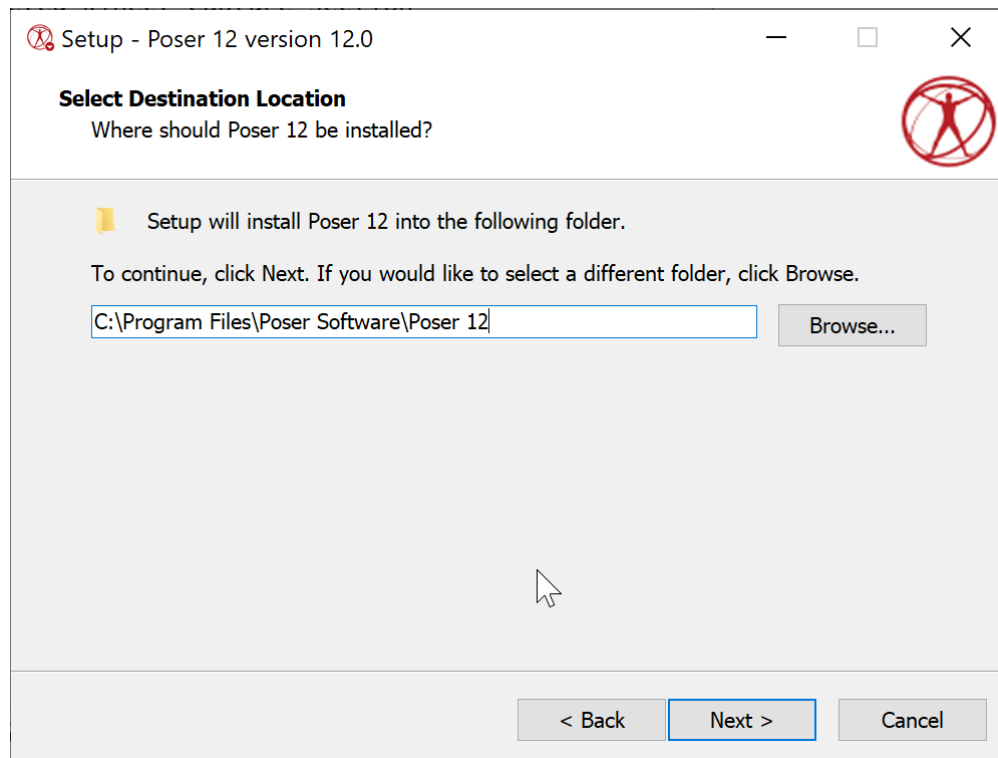 Setup - Poser 12 version 12.0
Select Destination Location
Where should Poser 12 be installed?
Setup will install Poser 12 into the following folder.
To continue, click Next. If you would like to select a different folder, click Browse.
C:\Program Files\Poser Software\Poser 12
Browse...
< Back
Next >
Cancel